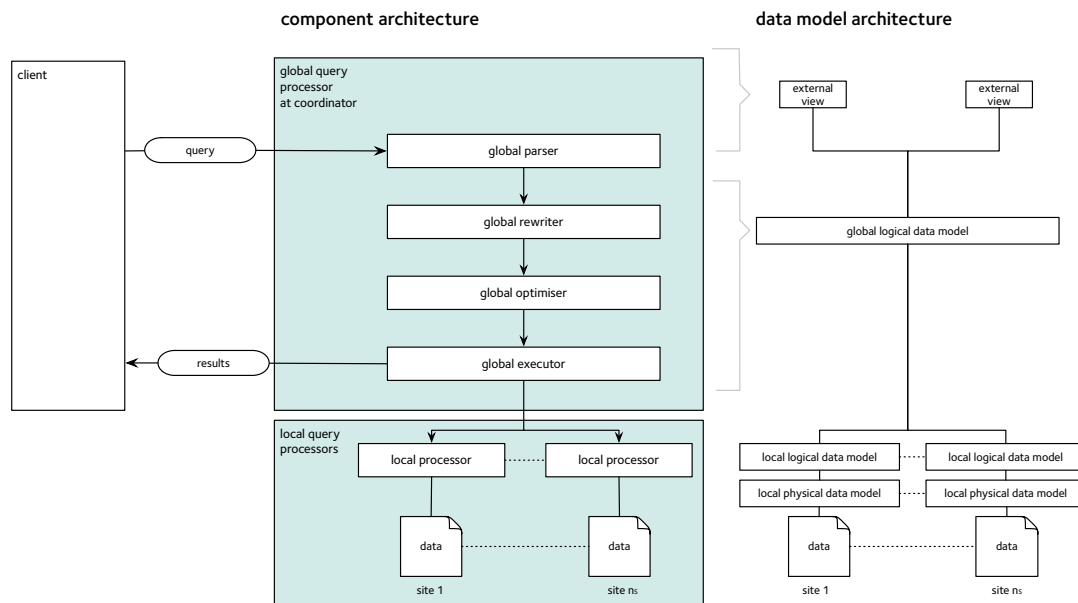 component architecture
data model architecture
client
global query
processor
at coordinator
external
view
external
view
query
global parser
global rewriter
global logical data model
global optimiser
results
global executor
local query
processors
local processor
local processor
local logical data model
local logical data model
local physical data model
local physical data model
data
data
data
data
site 1
site ns
site 1
site ns